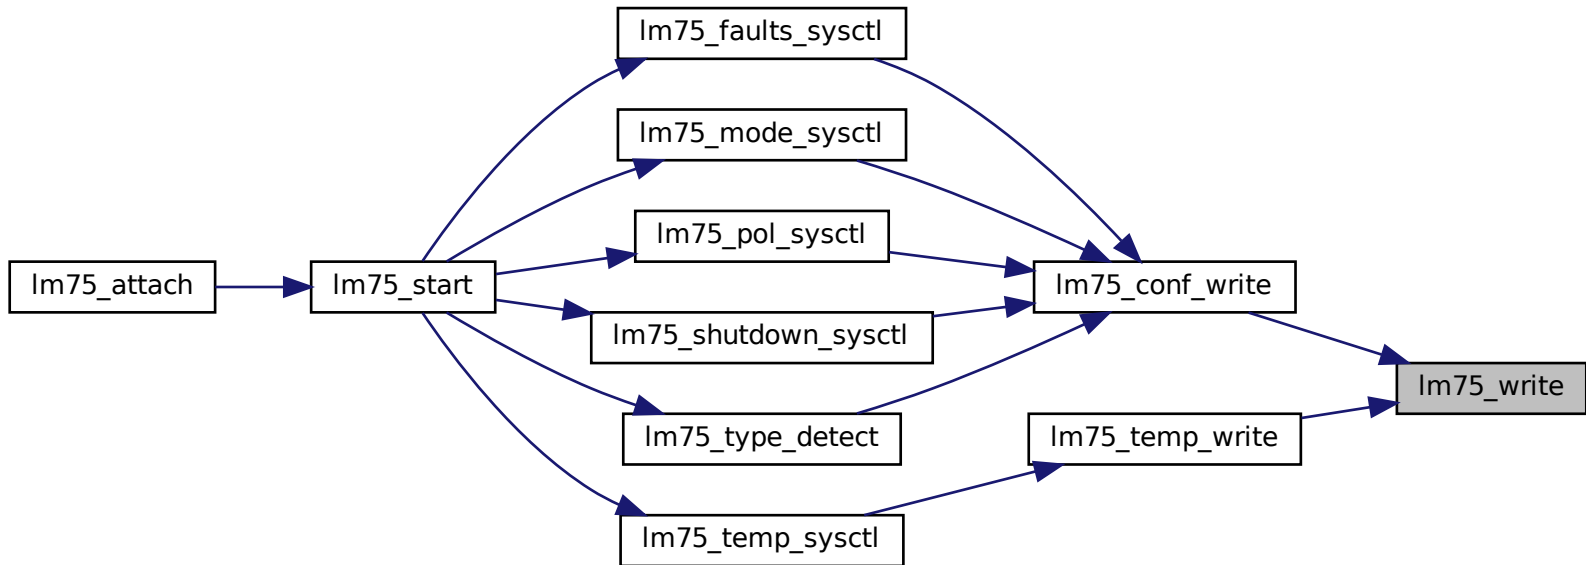 lm75_faults_sysctl
lm75_mode_sysctl
lm75_pol_sysctl
lm75_attach
lm75_start
lm75_conf_write
lm75_shutdown_sysctl
lm75_write
lm75_type_detect
lm75_temp_write
lm75_temp_sysctl